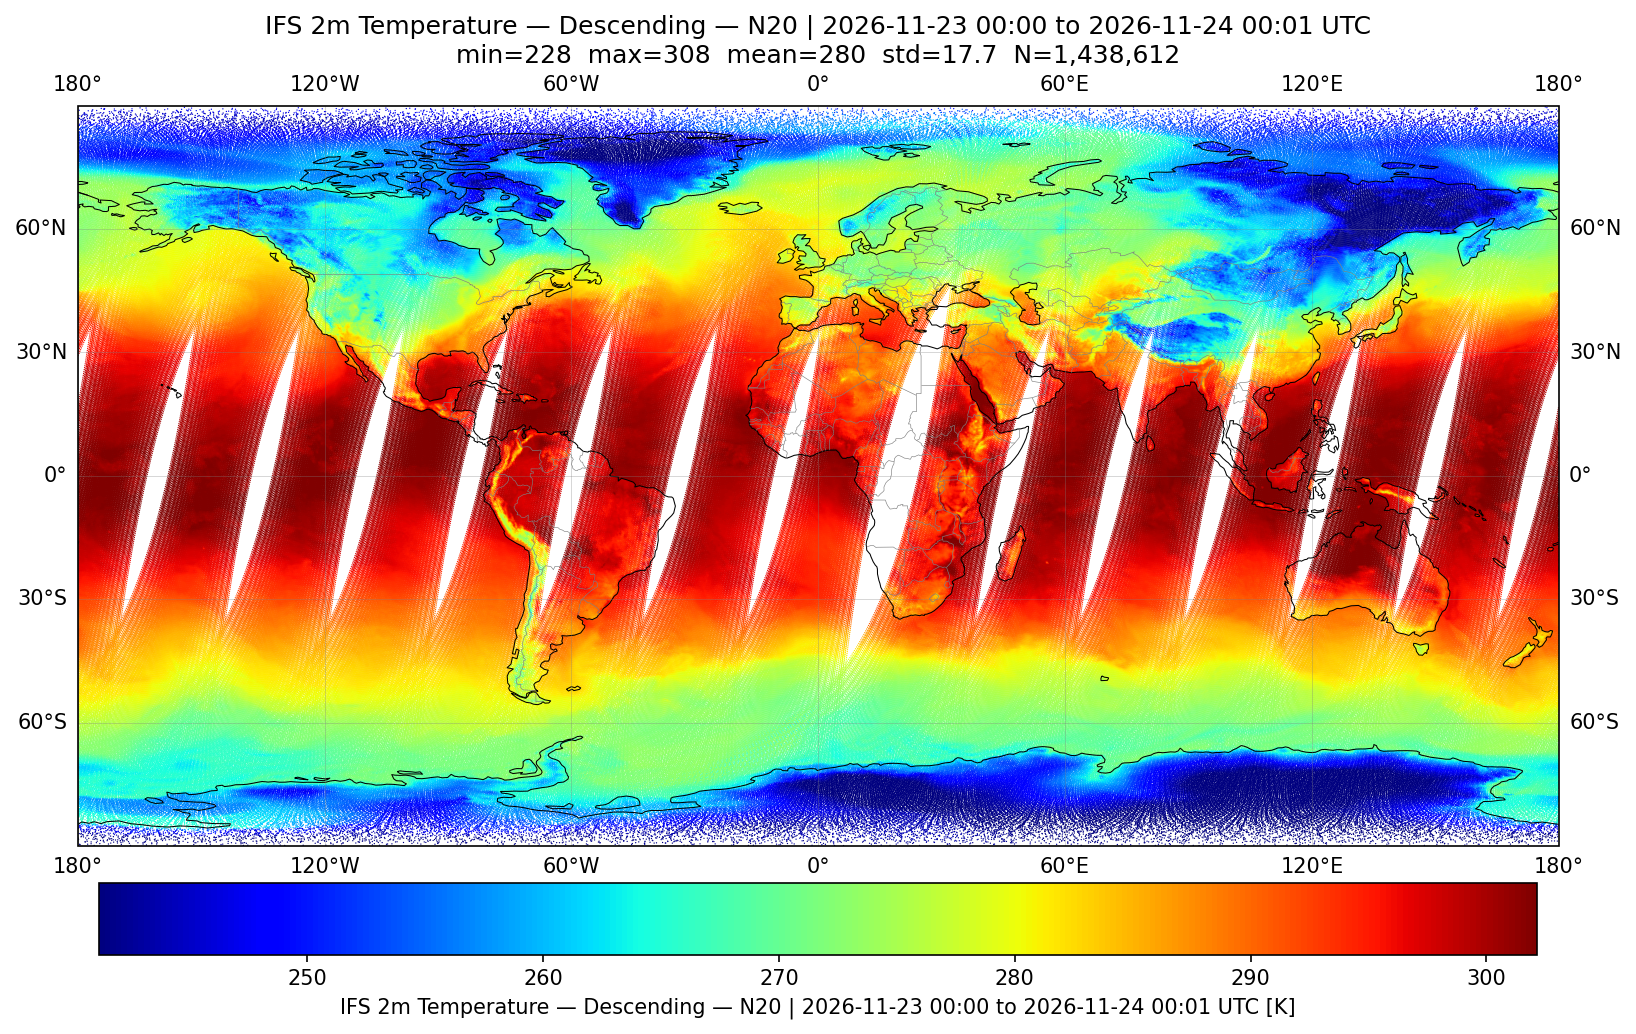 IFS 2m Temperature — Descending — N20 | 2026-11-23 00:00 to 2026-11-24 00:01 UTC
min=228  max=308  mean=280  std=17.7  N=1,438,612
180° 120°W 60°W 0° 60°E 120°E 180°
60°N 60°N
30°N 30°N
0° 0°
30°S 30°S
60°S 60°S
180° 120°W 60°W 0° 60°E 120°E 180°
250 260 270 280 290 300
IFS 2m Temperature — Descending — N20 | 2026-11-23 00:00 to 2026-11-24 00:01 UTC [K]